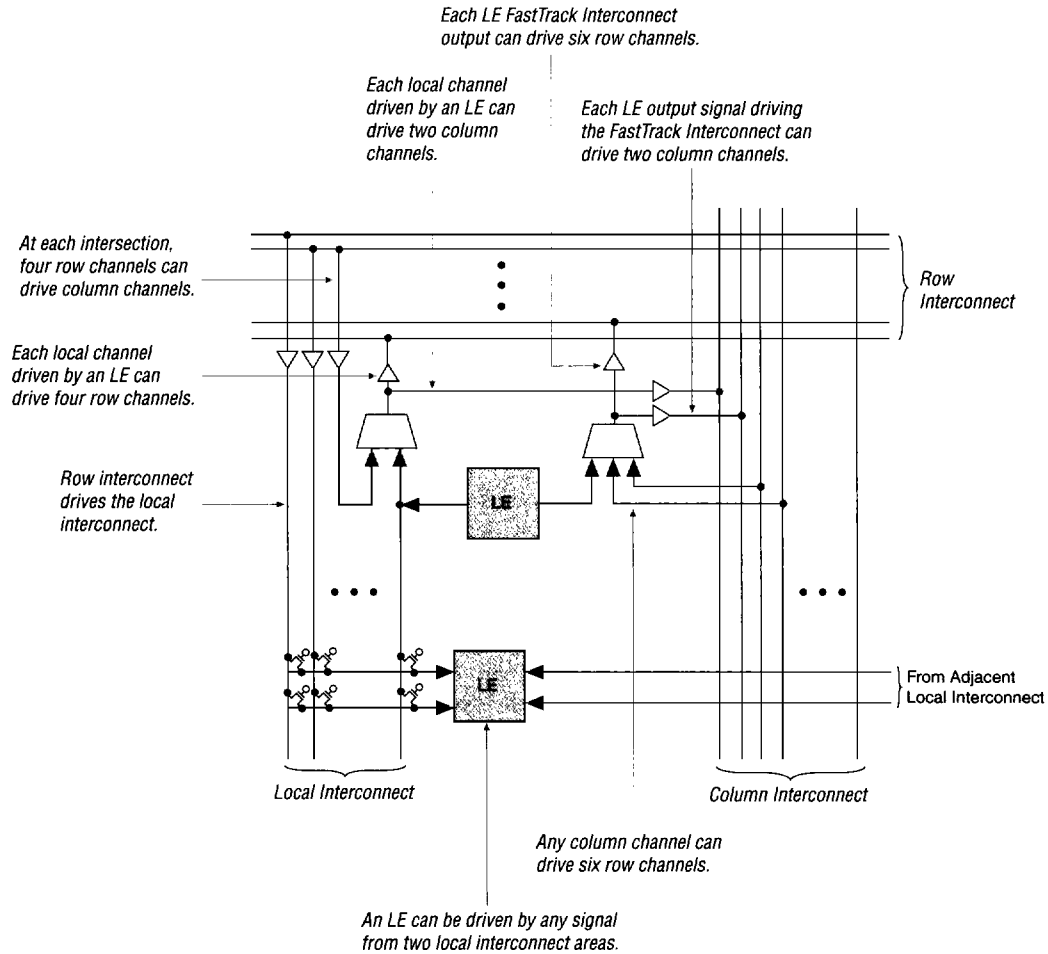 Each LE FastTrack Interconnect
output can drive six row channels.
Each local channel
driven by an LE can
drive two column
channels.
Each LE output signal driving
the FastTrack Interconnect can
drive two column channels.
At each intersection,
four row channels can
drive column channels.
Row
Interconnect
Each local channel
driven by an LE can
drive four row channels.
Row interconnect
drives the local
interconnect.
LE
LE
From Adjacent
Local Interconnect
Local Interconnect
Column Interconnect
Any column channel can
drive six row channels.
An LE can be driven by any signal
from two local interconnect areas.